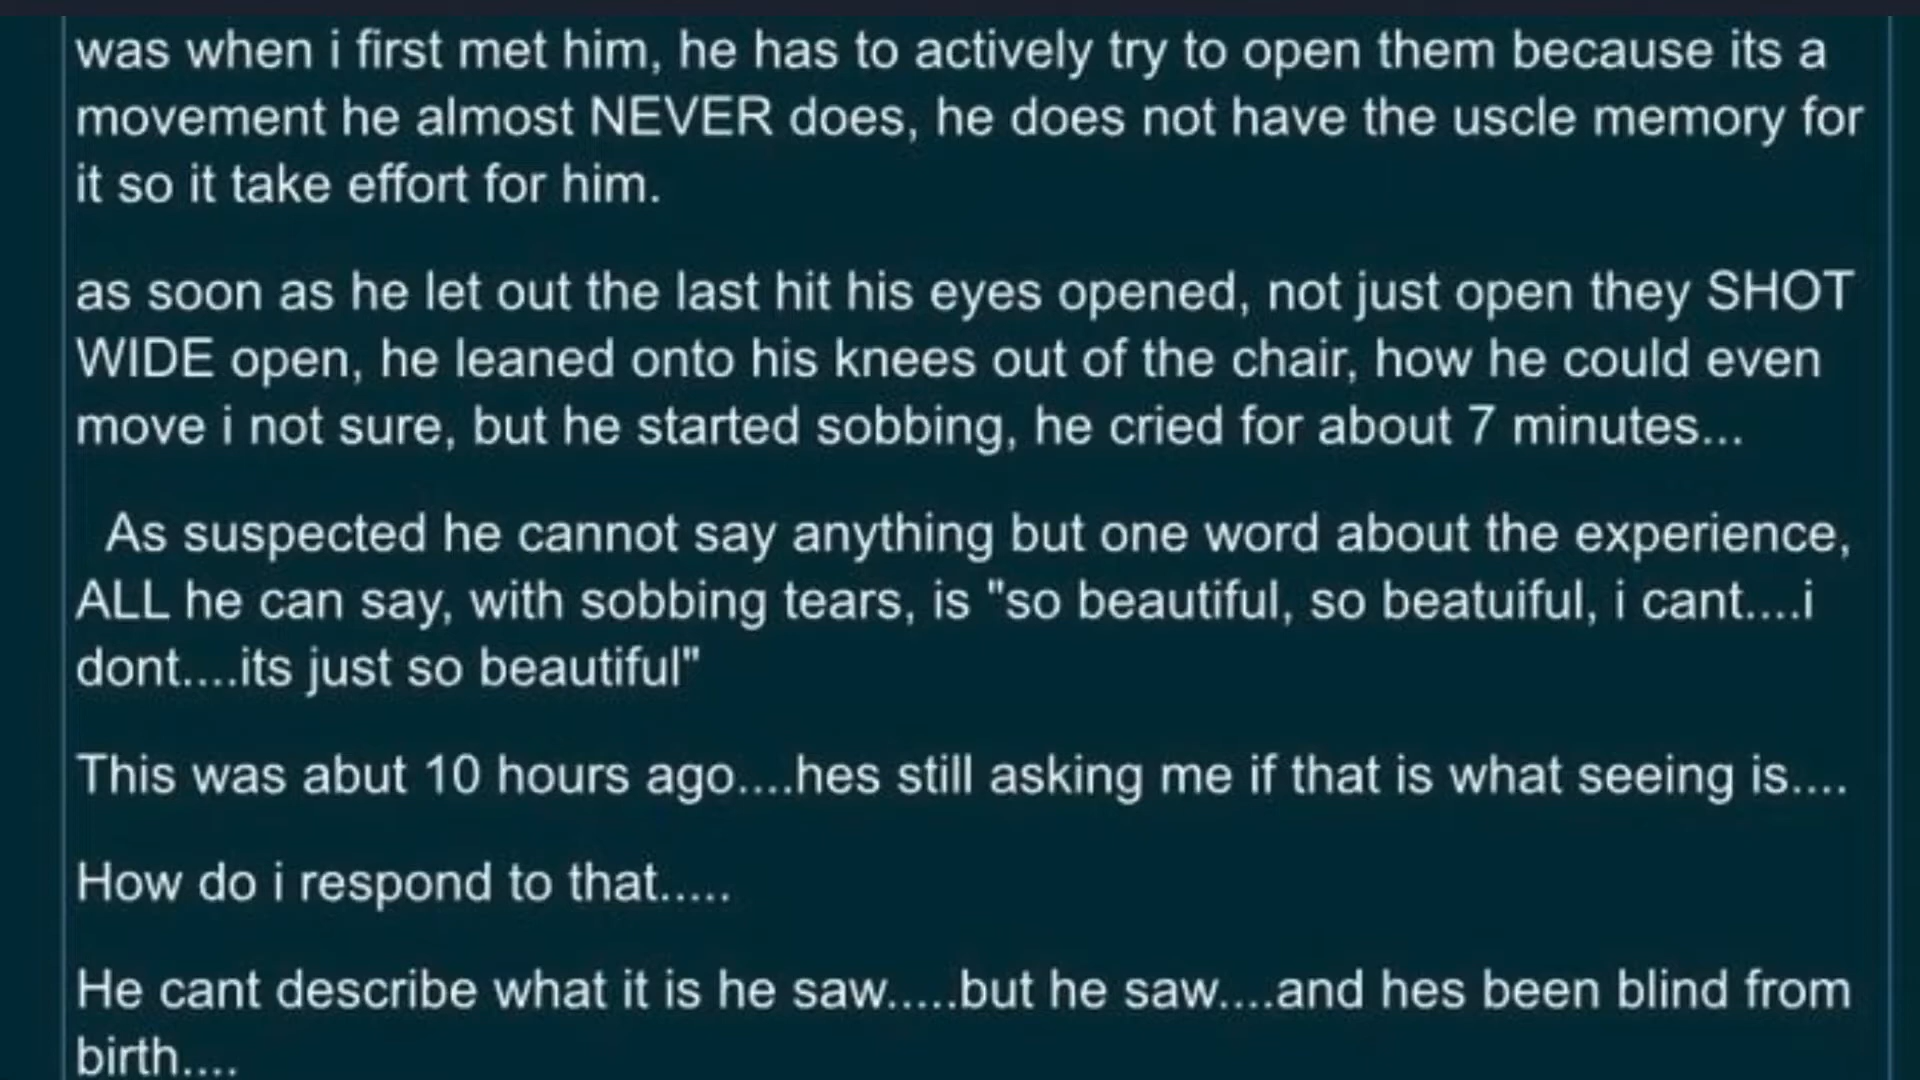 was when i first met him, he has to actively try to open them because its a
movement he almost NEVER does, he does not have the uscle memory for
it so it take effort for him.
as soon as he let out the last hit his eyes opened, not just open they SHOT
WIDE open, he leaned onto his knees out of the chair, how he could even
move i not sure, but he started sobbing, he cried for about 7 minutes...
As suspected he cannot say anything but one word about the experience,
ALL he can say, with sobbing tears, is "so beautiful, so beatuiful, i cant....i
dont....its just so beautiful"
This was abut 10 hours ago....hes still asking me if that is what seeing is....
How do i respond to that.....
He cant describe what it is he saw.....but he saw....and hes been blind from
birth....